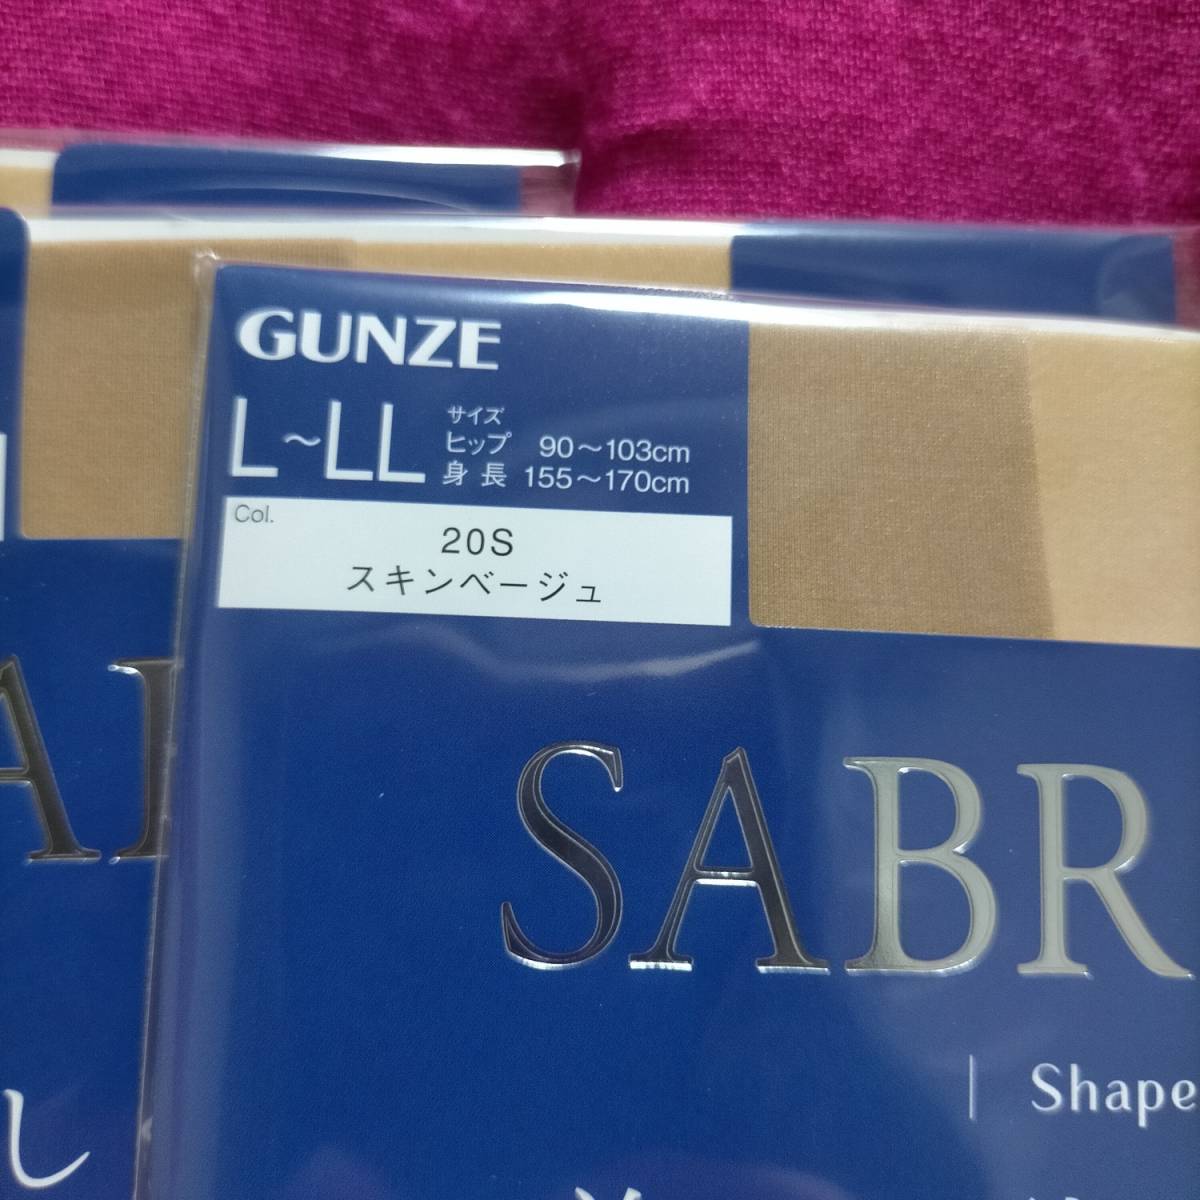 GUNZE
L~LL
サイズ
ヒップ 90~103cm
身長 155~170cm
Col.
20S
スキンベージュ
SABR
Shape
し